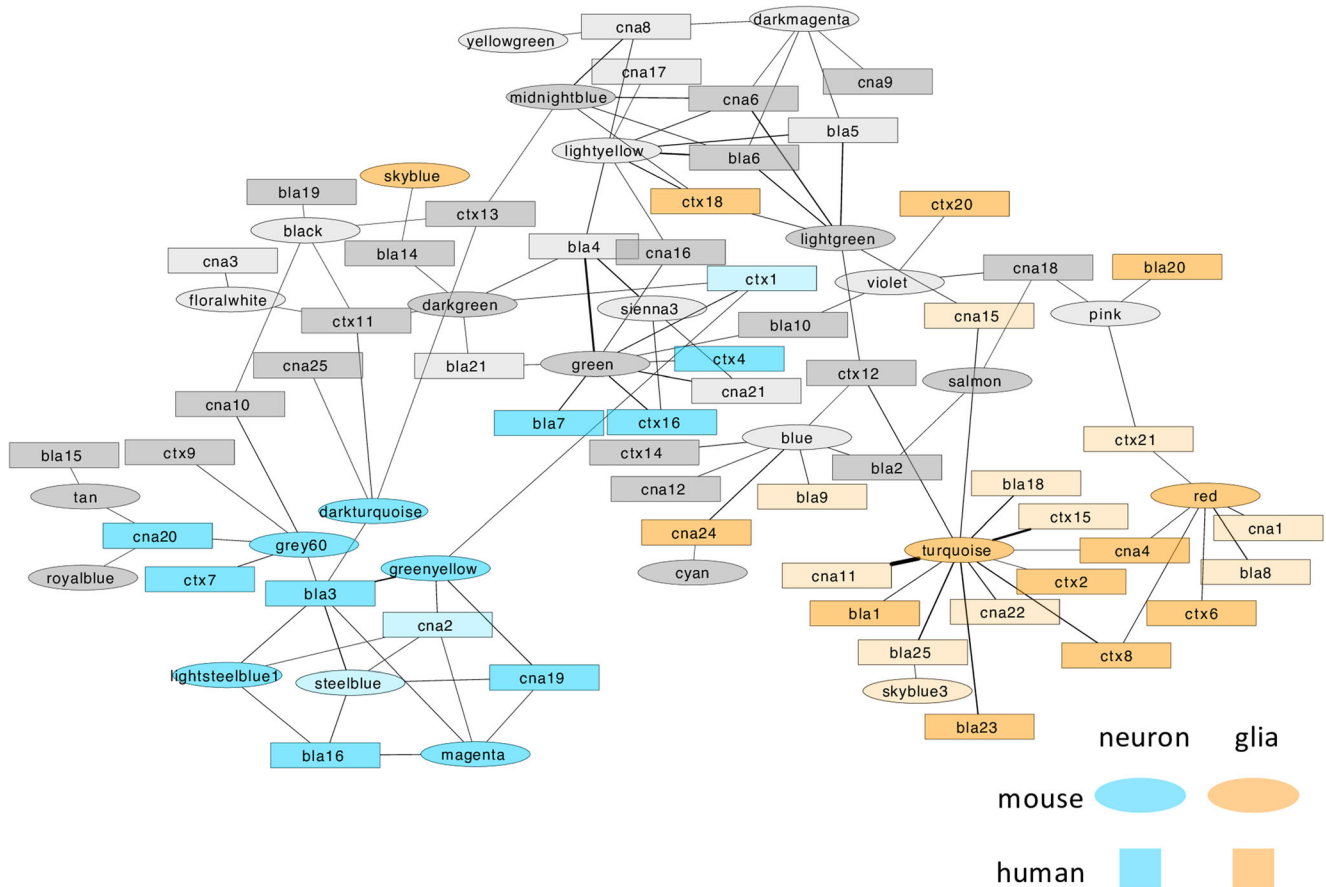 darkmagenta
cna8
yellowgreen
cna17
cna9
midnightblue
cna6
bla5
lightyellow
bla6
skyblue
bla19
ctx18
ctx20
ctx13
black
lightgreen
bla14
bla4
cna16
cna3
cna18
bla20
violet
ctx1
floralwhite
darkgreen
sienna3
pink
cna15
ctx11
bla10
bla21
green
ctx4
cna25
ctx12
salmon
cna21
cna10
bla7
ctx16
blue
ctx21
ctx9
ctx14
bla2
bla15
bla18
cna12
bla9
tan
red
darkturquoise
ctx15
cna1
cna20
cna24
grey60
turquoise
cna4
greenyellow
cyan
cna11
bla8
royalblue
ctx7
ctx2
bla3
bla1
cna22
ctx6
cna2
bla25
ctx8
lightsteelblue1
steelblue
cna19
skyblue3
bla23
bla16
magenta
neuron glia
mouse
human